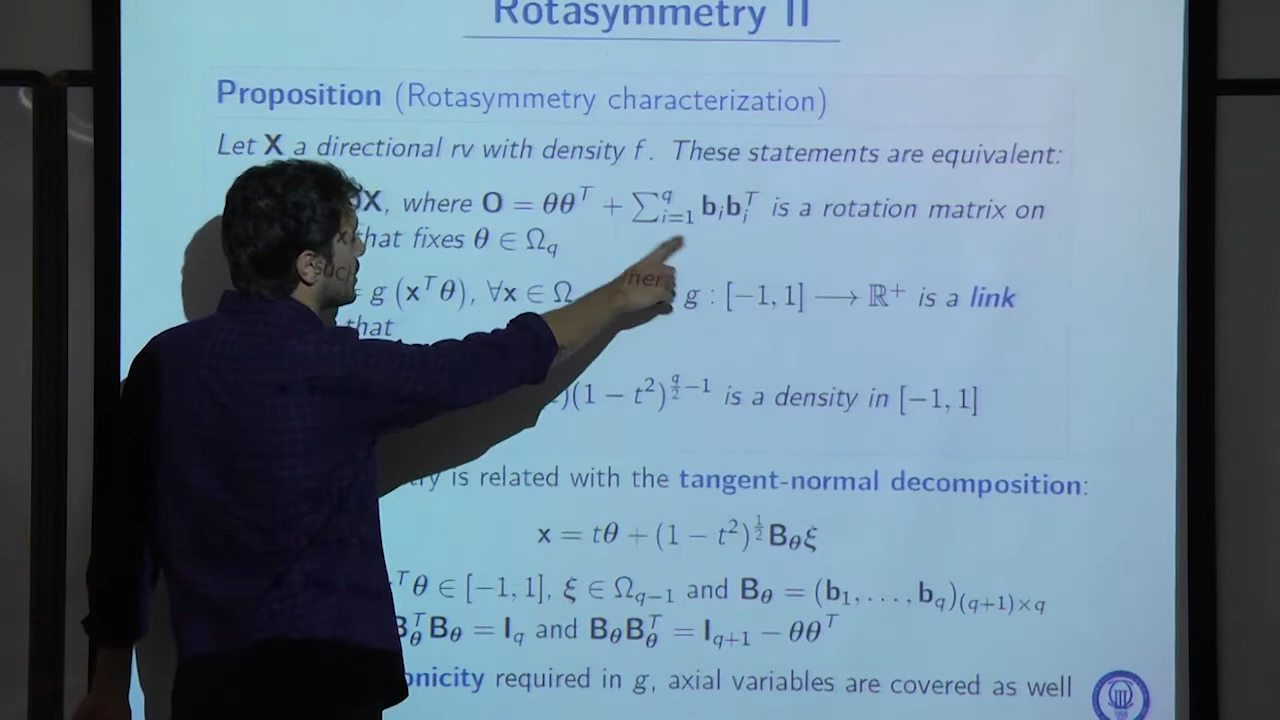 Rotasymmetry II
Proposition (Rotasymmetry characterization)
Let X a directional rv with density f. These statements are equivalent:
X, where O = θθ^T + ∑_{i=1}^{q} b_i b_i^T is a rotation matrix on
that fixes θ ∈ Ω_q
= g (x^T θ), ∀x ∈ Ω g : [−1, 1] ⟶ ℝ^+ is a link
that
)(1 − t^2)^{q/2 − 1} is a density in [−1, 1]
is related with the tangent-normal decomposition:
x = tθ + (1 − t^2)^{1/2} B_θ ξ
^T θ ∈ [−1, 1], ξ ∈ Ω_{q−1} and B_θ = (b_1, . . . , b_q)_{(q+1)×q}
B_θ^T B_θ = I_q and B_θ B_θ^T = I_{q+1} − θθ^T
onicity required in g, axial variables are covered as well